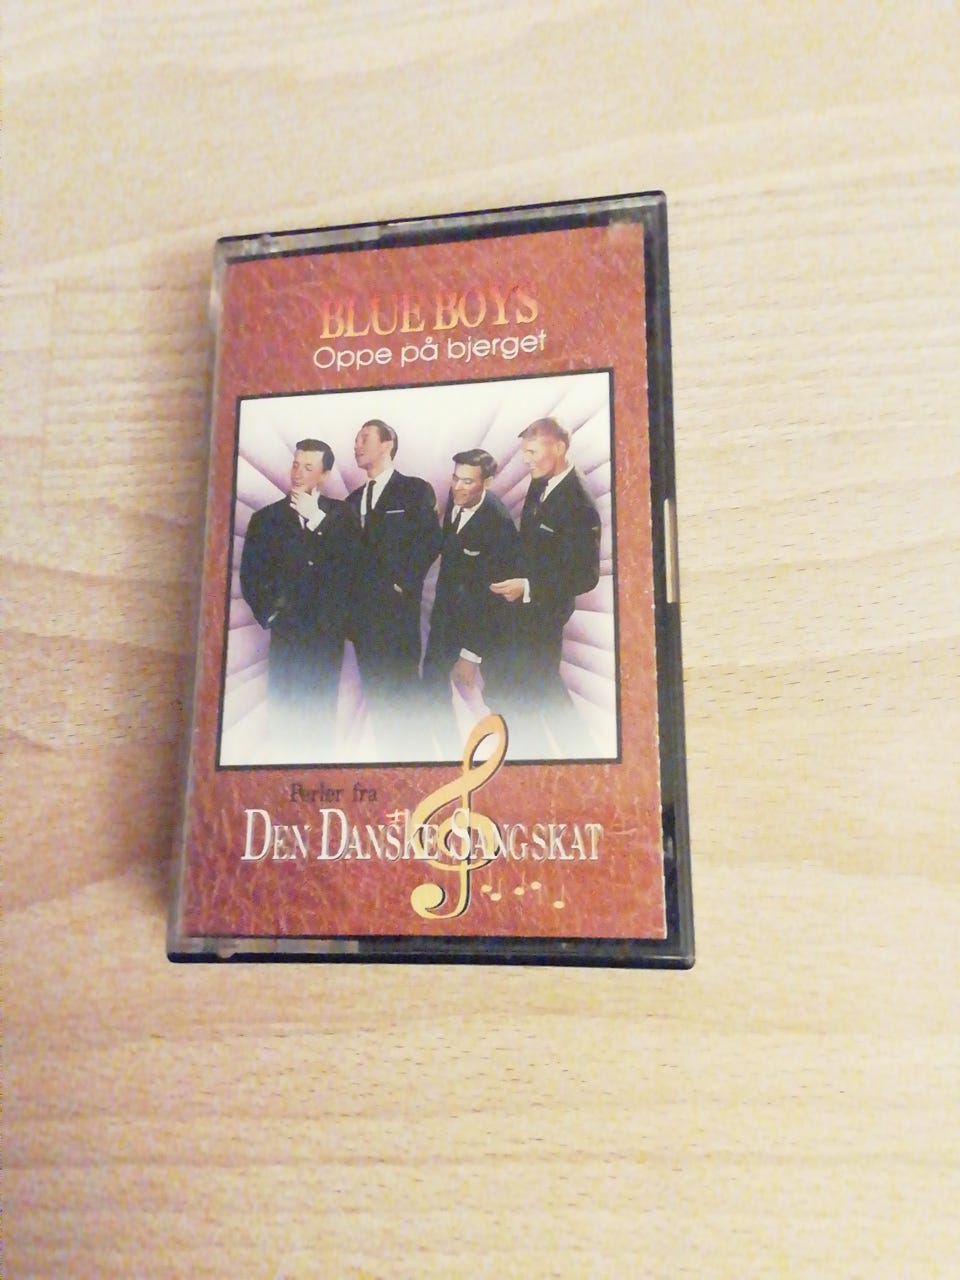 BLUE BOYS
Oppe på bjerget
Perler fra
DEN DANSKE SANGSKAT